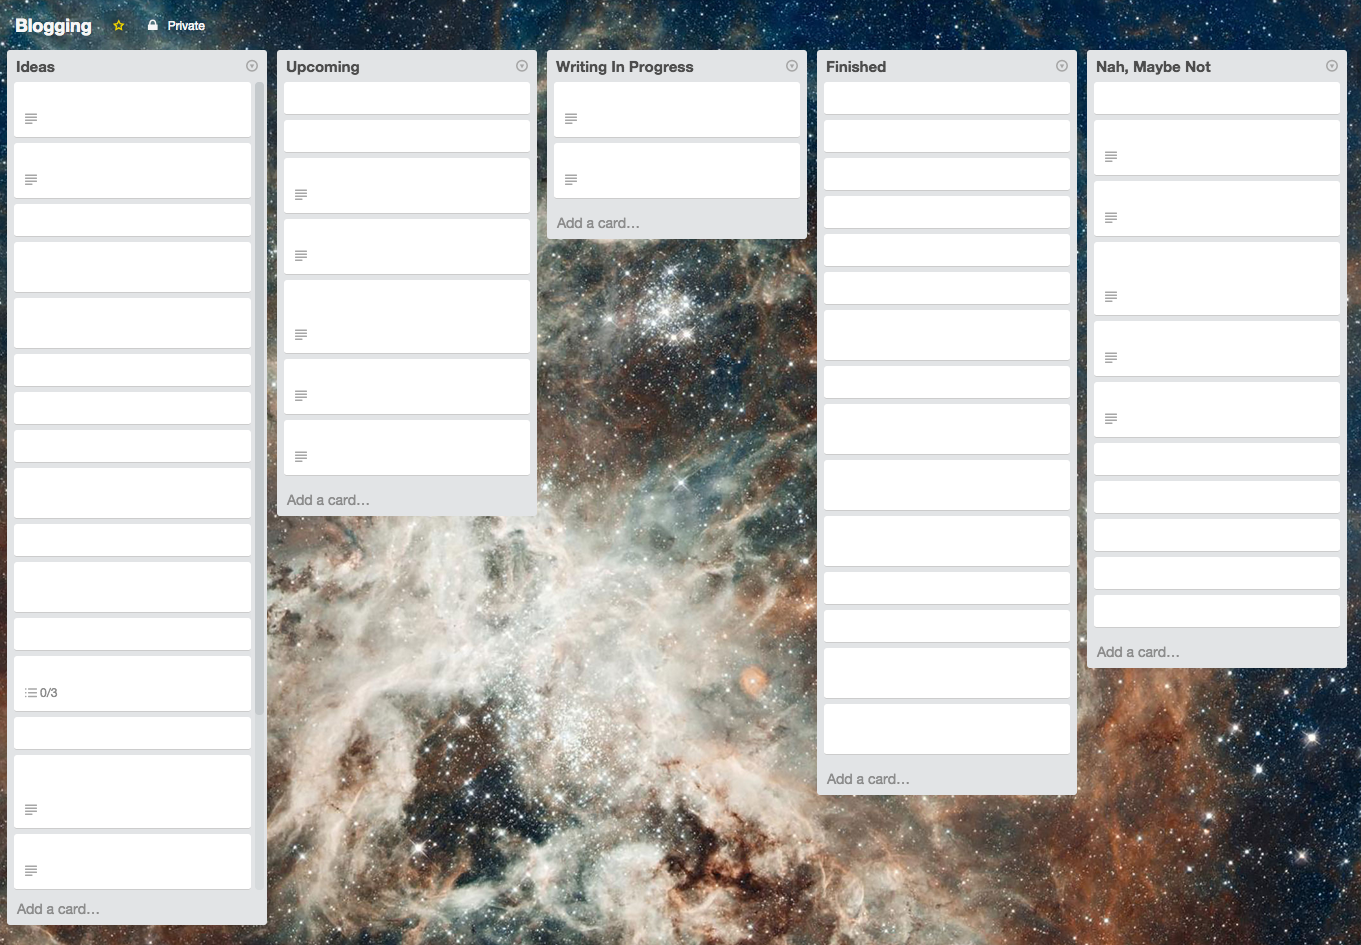 Blogging Private
Ideas
0/3
Add a card…
Upcoming
Add a card…
Writing In Progress
Add a card…
Finished
Add a card…
Nah, Maybe Not
Add a card…